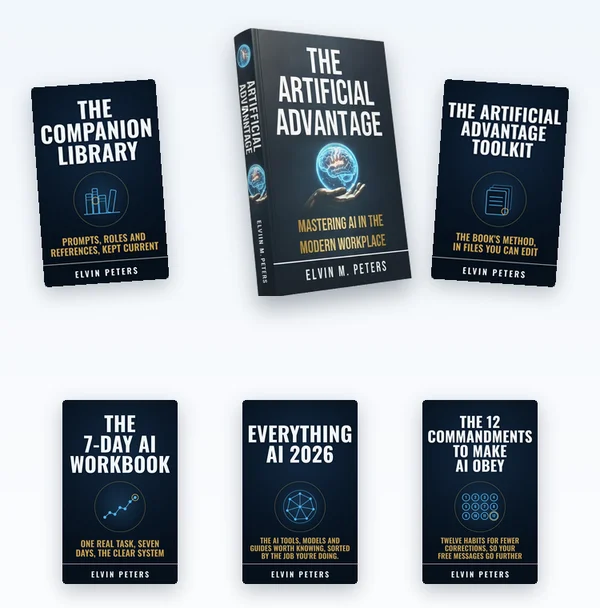 THE
COMPANION
LIBRARY
PROMPTS, ROLES AND
REFERENCES, KEPT CURRENT
ELVIN PETERS
THE
ARTIFICIAL
ADVANTAGE
MASTERING AI IN THE
MODERN WORKPLACE
ELVIN M. PETERS
THE ARTIFICIAL
ADVANTAGE
TOOLKIT
THE BOOK'S METHOD,
IN FILES YOU CAN EDIT
ELVIN PETERS
THE
7-DAY AI
WORKBOOK
ONE REAL TASK, SEVEN
DAYS, THE CLEAR SYSTEM
ELVIN PETERS
EVERYTHING
AI 2026
THE AI TOOLS, MODELS AND
GUIDES WORTH KNOWING, SORTED
BY THE JOB YOU'RE DOING.
ELVIN PETERS
THE 12
COMMANDMENTS
TO MAKE
AI OBEY
TWELVE HABITS FOR FEWER
CORRECTIONS, SO YOUR
FREE MESSAGES GO FURTHER
ELVIN PETERS